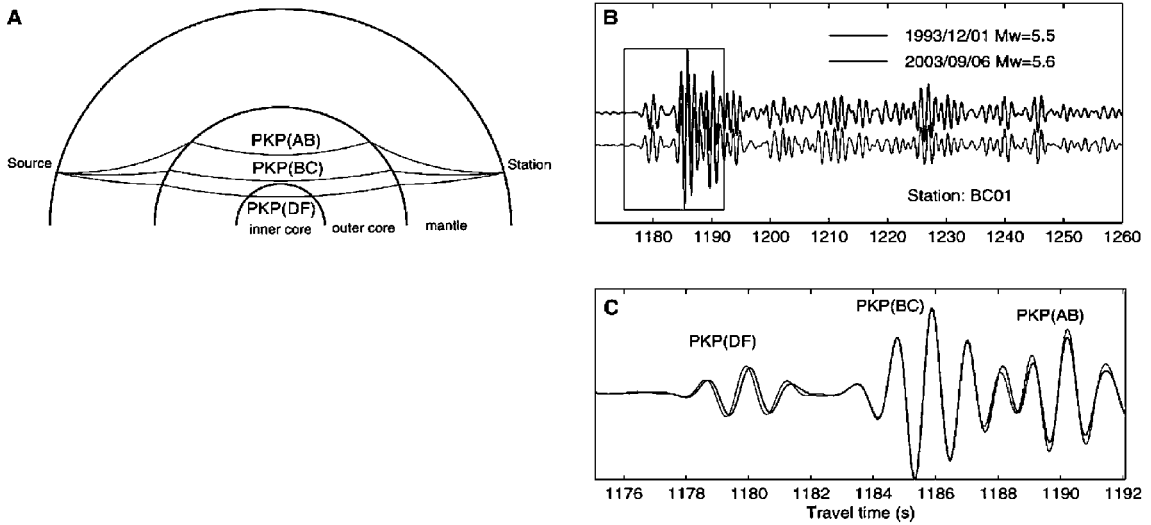 A
PKP(AB)
Source
PKP(BC)
Station
PKP(DF)
inner core
outer core
mantle
B
1993/12/01 Mw=5.5
2003/09/06 Mw=5.6
Station: BC01
1180 1190 1200 1210 1220 1230 1240 1250 1260
C
PKP(BC)
PKP(AB)
PKP(DF)
1176 1178 1180 1182 1184 1186 1188 1190 1192
Travel time (s)